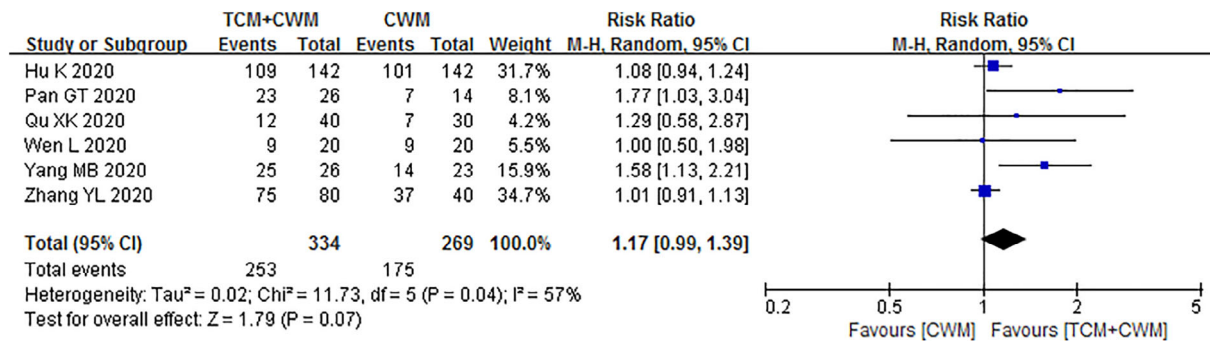 TCM+CWM CWM Risk Ratio Risk Ratio
Study or Subgroup Events Total Events Total Weight M-H, Random, 95% CI M-H, Random, 95% CI
Hu K 2020 109 142 101 142 31.7% 1.08 [0.94, 1.24]
Pan GT 2020 23 26 7 14 8.1% 1.77 [1.03, 3.04]
Qu XK 2020 12 40 7 30 4.2% 1.29 [0.58, 2.87]
Wen L 2020 9 20 9 20 5.5% 1.00 [0.50, 1.98]
Yang MB 2020 25 26 14 23 15.9% 1.58 [1.13, 2.21]
Zhang YL 2020 75 80 37 40 34.7% 1.01 [0.91, 1.13]
Total (95% CI) 334 269 100.0% 1.17 [0.99, 1.39]
Total events 253 175
Heterogeneity: Tau² = 0.02; Chi² = 11.73, df = 5 (P = 0.04); I² = 57%
Test for overall effect: Z = 1.79 (P = 0.07)
0.2 0.5 1 2 5
Favours [CWM] Favours [TCM+CWM]